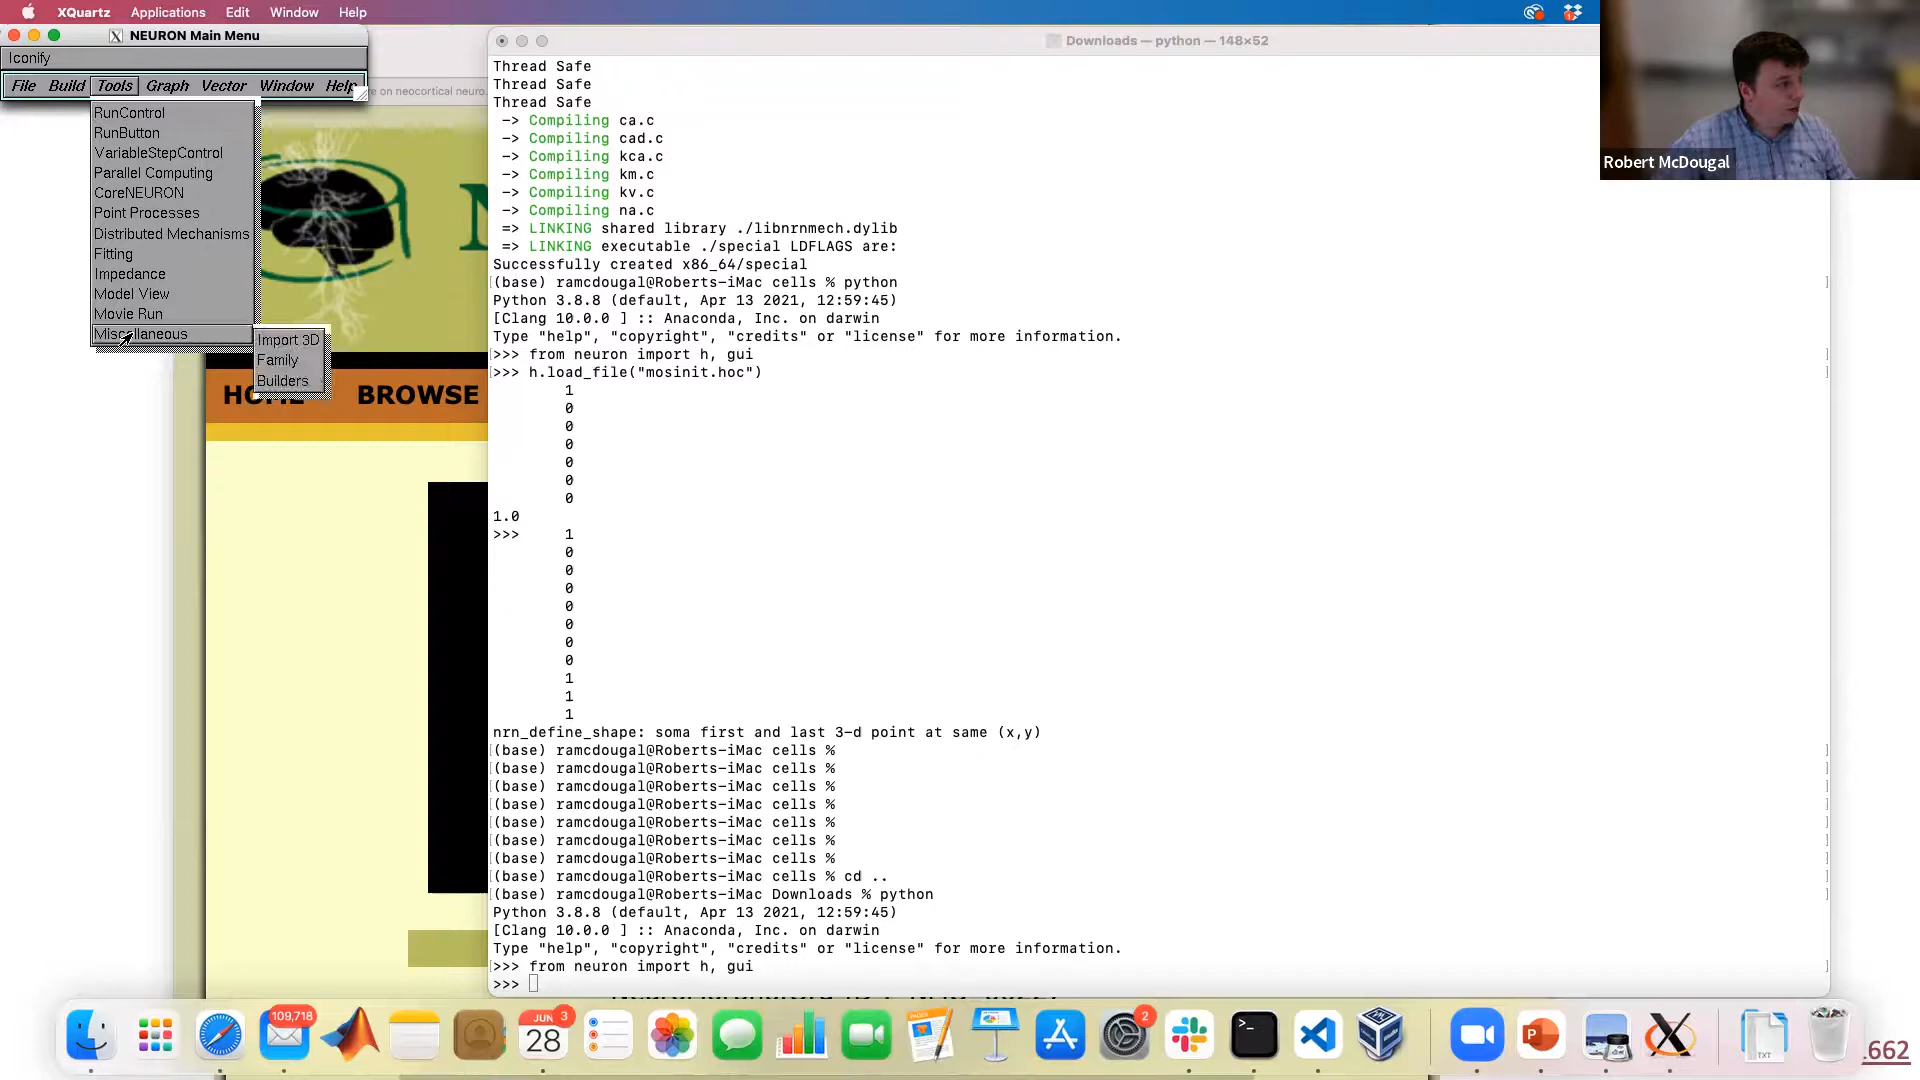 XQuartz Applications Edit Window Help
NEURON Main Menu
Iconify
File Build Tools Graph Vector Window Help
RunControl
RunButton
VariableStepControl
Parallel Computing
CoreNEURON
Point Processes
Distributed Mechanisms
Fitting
Impedance
Model View
Movie Run
Miscellaneous
Import 3D
Family
Builders
re on neocortical neuro.
N
HOME BROWSE
Downloads — python — 148×52
Thread Safe
Thread Safe
Thread Safe
-> Compiling ca.c
-> Compiling cad.c
-> Compiling kca.c
-> Compiling km.c
-> Compiling kv.c
-> Compiling na.c
=> LINKING shared library ./libnrnmech.dylib
=> LINKING executable ./special LDFLAGS are:
Successfully created x86_64/special
(base) ramcdougal@Roberts-iMac cells % python
Python 3.8.8 (default, Apr 13 2021, 12:59:45)
[Clang 10.0.0 ] :: Anaconda, Inc. on darwin
Type "help", "copyright", "credits" or "license" for more information.
>>> from neuron import h, gui
>>> h.load_file("mosinit.hoc")
1
0
0
0
0
0
0
1.0
>>> 1
0
0
0
0
0
0
0
1
1
1
nrn_define_shape: soma first and last 3-d point at same (x,y)
(base) ramcdougal@Roberts-iMac cells %
(base) ramcdougal@Roberts-iMac cells %
(base) ramcdougal@Roberts-iMac cells %
(base) ramcdougal@Roberts-iMac cells %
(base) ramcdougal@Roberts-iMac cells %
(base) ramcdougal@Roberts-iMac cells %
(base) ramcdougal@Roberts-iMac cells %
(base) ramcdougal@Roberts-iMac cells % cd ..
(base) ramcdougal@Roberts-iMac Downloads % python
Python 3.8.8 (default, Apr 13 2021, 12:59:45)
[Clang 10.0.0 ] :: Anaconda, Inc. on darwin
Type "help", "copyright", "credits" or "license" for more information.
>>> from neuron import h, gui
>>>
Robert McDougal
109,718
JUN 3
28
2
TXT
662